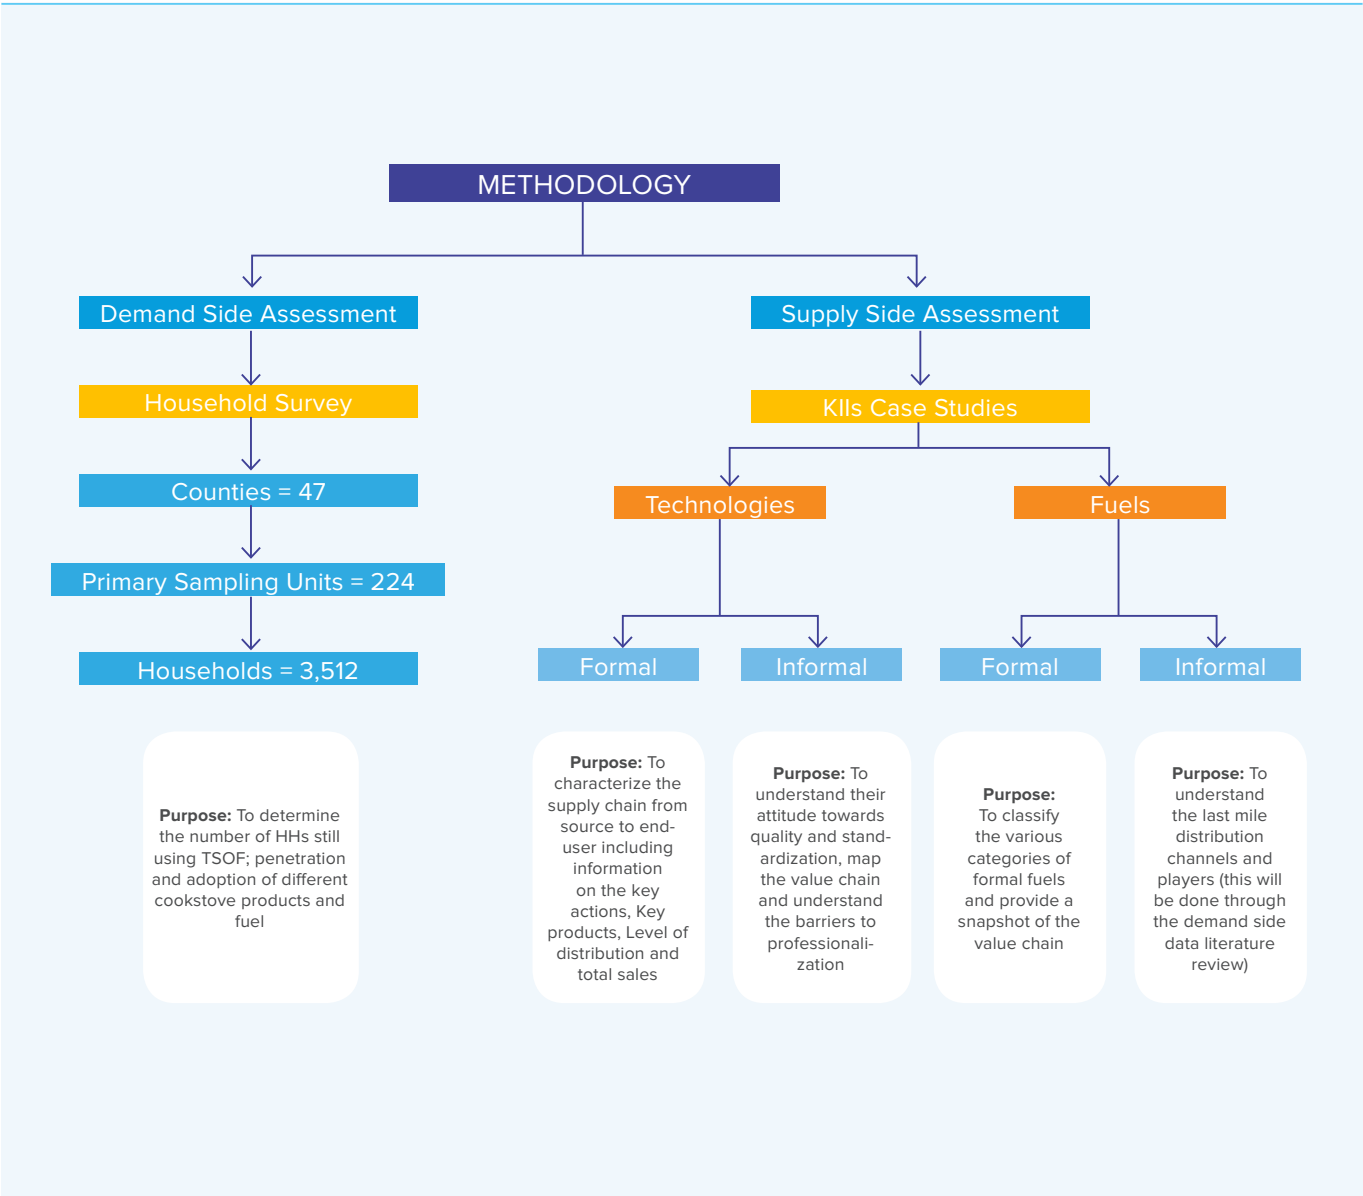 METHODOLOGY
Demand Side Assessment
Household Survey
Counties = 47
Primary Sampling Units = 224
Households = 3,512
Purpose: To determine
the number of HHs still
using TSOF; penetration
and adoption of different
cookstove products and
fuel
Supply Side Assessment
KIIs Case Studies
Technologies
Fuels
Formal
Informal
Formal
Informal
Purpose: To
characterize the
supply chain from
source to end-
user including
information
on the key
actions, Key
products, Level of
distribution and
total sales
Purpose: To
understand their
attitude towards
quality and stand-
ardization, map
the value chain
and understand
the barriers to
professionali-
zation
Purpose:
To classify
the various
categories of
formal fuels
and provide a
snapshot of the
value chain
Purpose: To
understand
the last mile
distribution
channels and
players (this will
be done through
the demand side
data literature
review)